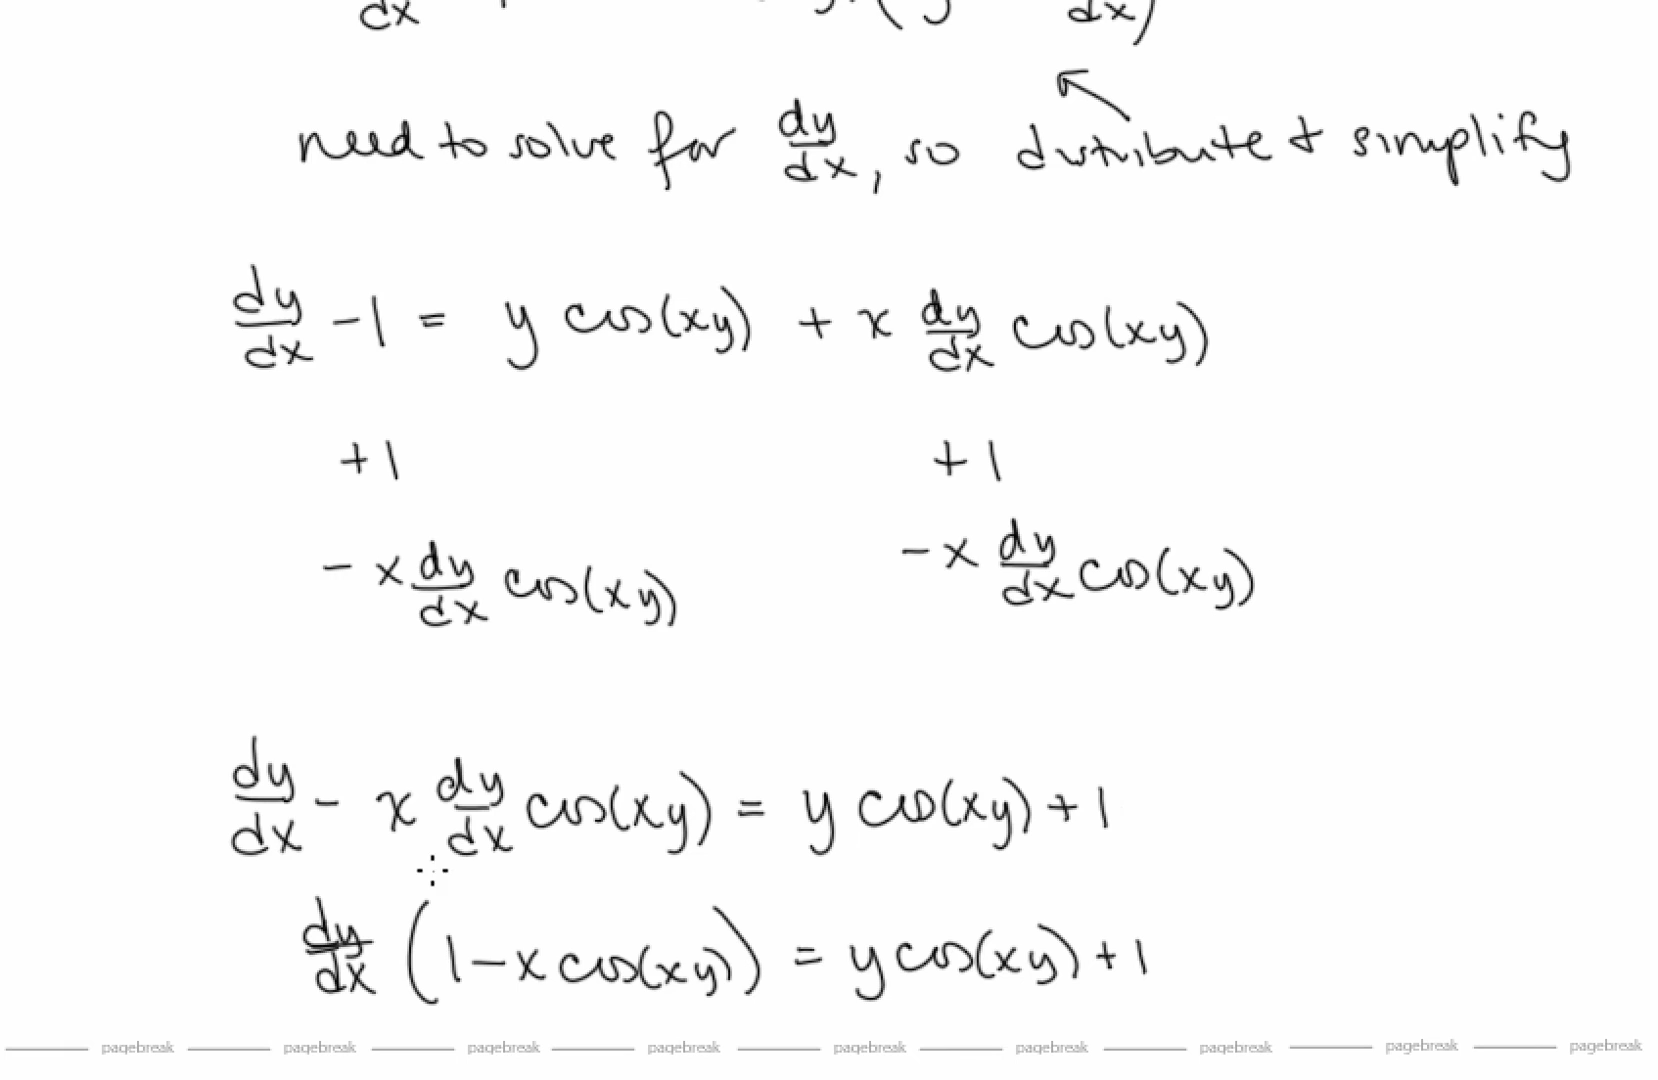 dx dx)
need to solve for dy/dx, so distribute + simplify
dy/dx - 1 = y cos(xy) + x dy/dx cos(xy)
+1 +1
- x dy/dx cos(xy) - x dy/dx cos(xy)
dy/dx - x dy/dx cos(xy) = y cos(xy) + 1
dy/dx (1 - x cos(xy)) = y cos(xy) + 1
pagebreak pagebreak pagebreak pagebreak pagebreak pagebreak pagebreak pagebreak pagebreak